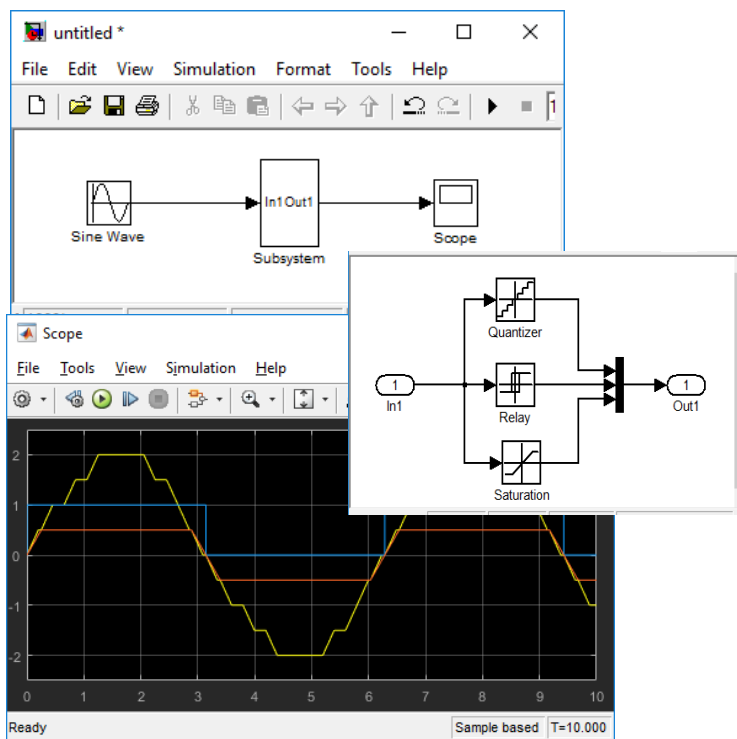 untitled *
File Edit View Simulation Format Tools Help
1
In1 Out1
Sine Wave
Scope
Subsystem
Quantizer
1
1
In1
Relay
Out1
Saturation
Scope
File Tools View Simulation Help
2
1
0
-1
-2
0 1 2 3 4 5 6 7 8 9 10
Ready Sample based T=10.000